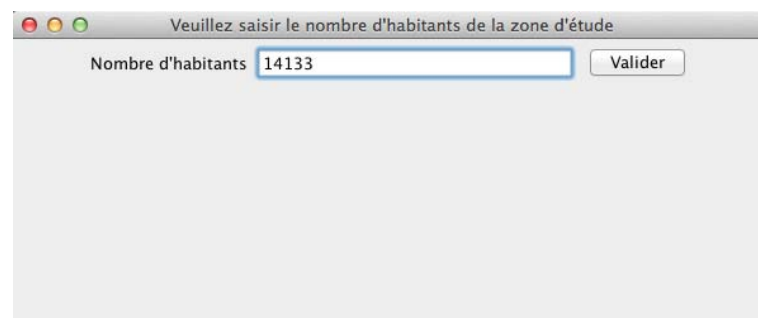 Veuillez saisir le nombre d'habitants de la zone d'étude
Nombre d'habitants 14133 Valider